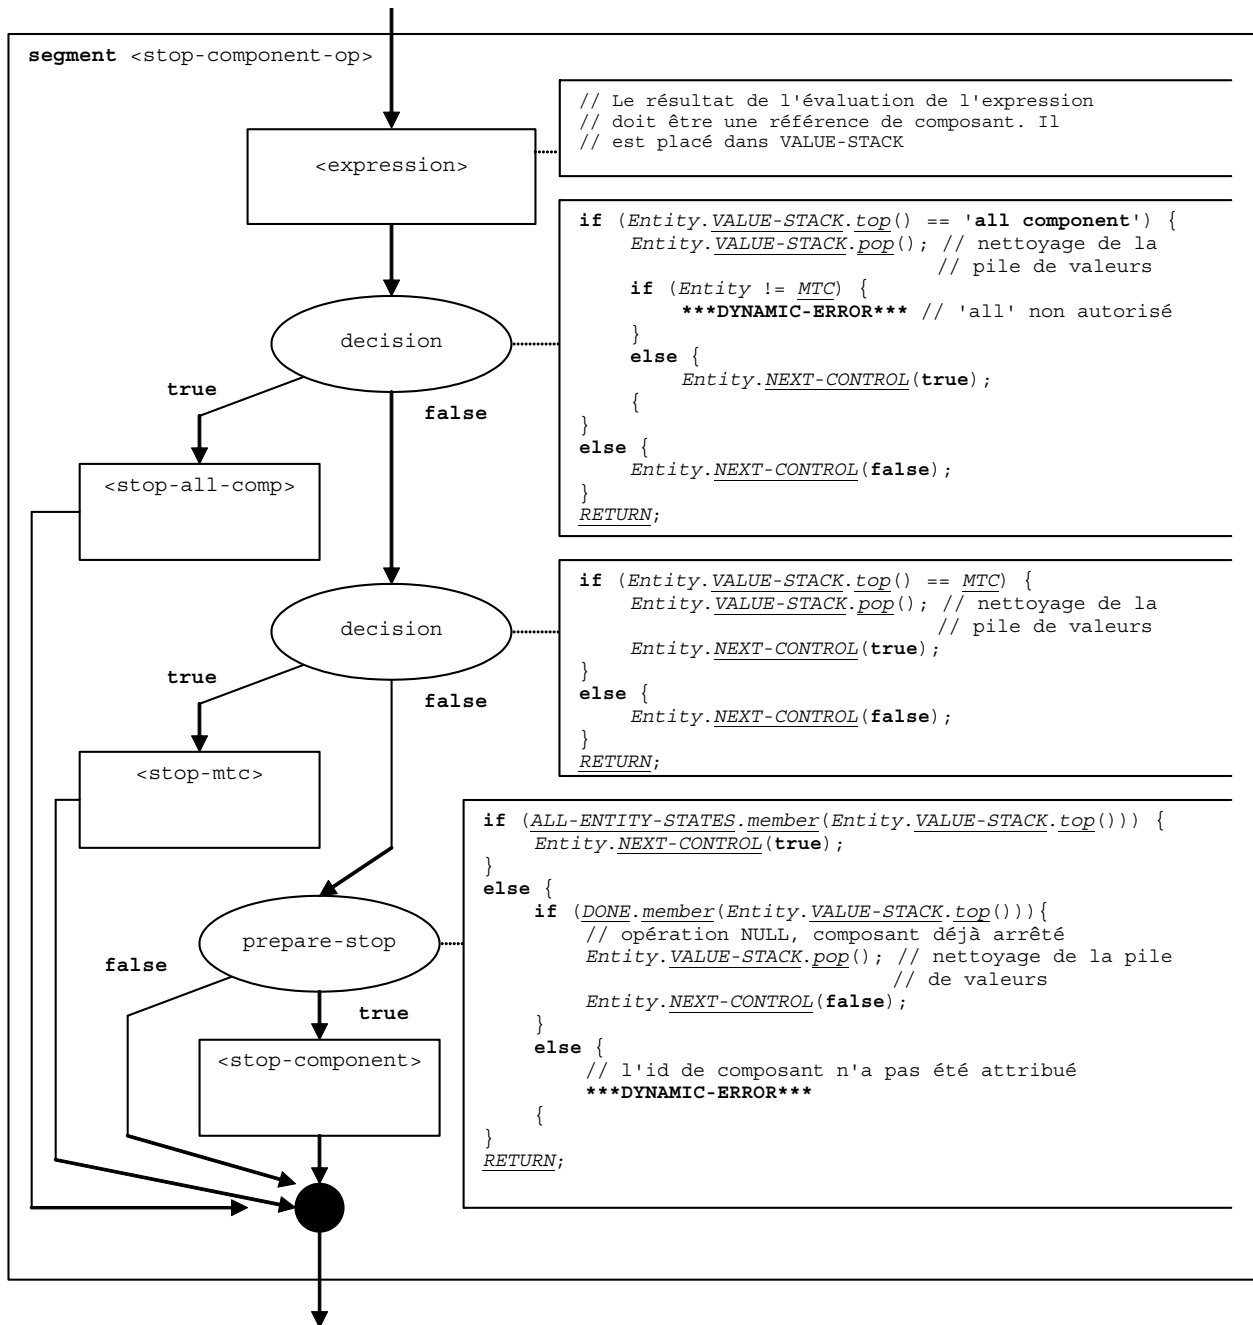 segment <stop-component-op>
// Le résultat de l'évaluation de l'expression
// doit être une référence de composant. Il
// est placé dans VALUE-STACK
<expression>
if (Entity.VALUE-STACK.top() == 'all component') {
Entity.VALUE-STACK.pop(); // nettoyage de la
// pile de valeurs
if (Entity != MTC) {
***DYNAMIC-ERROR*** // 'all' non autorisé
}
else {
Entity.NEXT-CONTROL(true);
{
}
else {
Entity.NEXT-CONTROL(false);
}
RETURN;
decision
true
false
<stop-all-comp>
if (Entity.VALUE-STACK.top() == MTC) {
Entity.VALUE-STACK.pop(); // nettoyage de la
// pile de valeurs
Entity.NEXT-CONTROL(true);
}
else {
Entity.NEXT-CONTROL(false);
}
RETURN;
decision
true
false
<stop-mtc>
if (ALL-ENTITY-STATES.member(Entity.VALUE-STACK.top())) {
Entity.NEXT-CONTROL(true);
}
else {
if (DONE.member(Entity.VALUE-STACK.top())){
// opération NULL, composant déjà arrêté
Entity.VALUE-STACK.pop(); // nettoyage de la pile
// de valeurs
Entity.NEXT-CONTROL(false);
}
else {
// l'id de composant n'a pas été attribué
***DYNAMIC-ERROR***
{
}
RETURN;
prepare-stop
false
true
<stop-component>